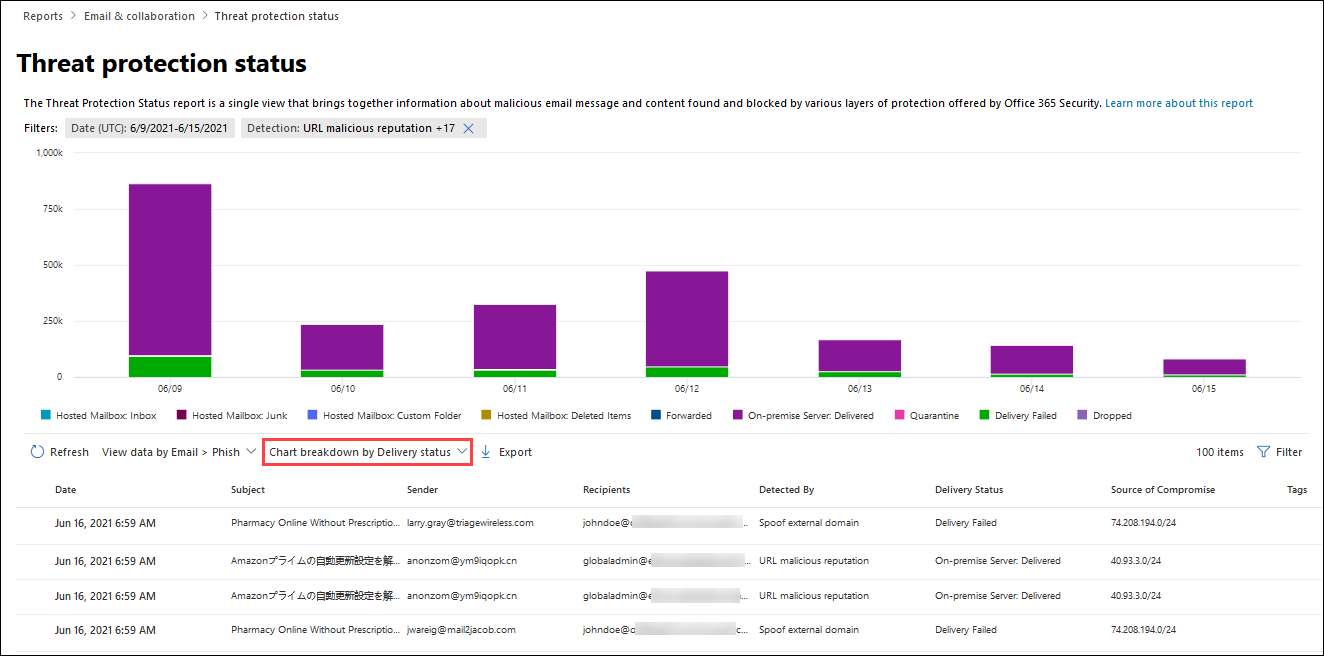 Reports > Email & collaboration > Threat protection status
Threat protection status
The Threat Protection Status report is a single view that brings together information about malicious email message and content found and blocked by various layers of protection offered by Office 365 Security. Learn more about this report
Filters: Date (UTC): 6/9/2021-6/15/2021 Detection: URL malicious reputation +17
1,000k
750k
500k
250k
0
06/09 06/10 06/11 06/12 06/13 06/14 06/15
Hosted Mailbox: Inbox Hosted Mailbox: Junk Hosted Mailbox: Custom Folder Hosted Mailbox: Deleted Items Forwarded On-premise Server: Delivered Quarantine Delivery Failed Dropped
Refresh View data by Email > Phish Chart breakdown by Delivery status Export 100 items Filter
Date Subject Sender Recipients Detected By Delivery Status Source of Compromise Tags
Jun 16, 2021 6:59 AM Pharmacy Online Without Prescriptio... larry.gray@triagewireless.com johndoe@c ... Spoof external domain Delivery Failed 74.208.194.0/24
Jun 16, 2021 6:59 AM Amazonプライムの自動更新設定を解... anonzom@ym9iqopk.cn globaladmin@e ... URL malicious reputation On-premise Server: Delivered 40.93.3.0/24
Jun 16, 2021 6:59 AM Amazonプライムの自動更新設定を解... anonzom@ym9iqopk.cn globaladmin@e ... URL malicious reputation On-premise Server: Delivered 40.93.3.0/24
Jun 16, 2021 6:59 AM Pharmacy Online Without Prescriptio... jwareig@mail2jacob.com johndoe@o c... Spoof external domain Delivery Failed 74.208.194.0/24